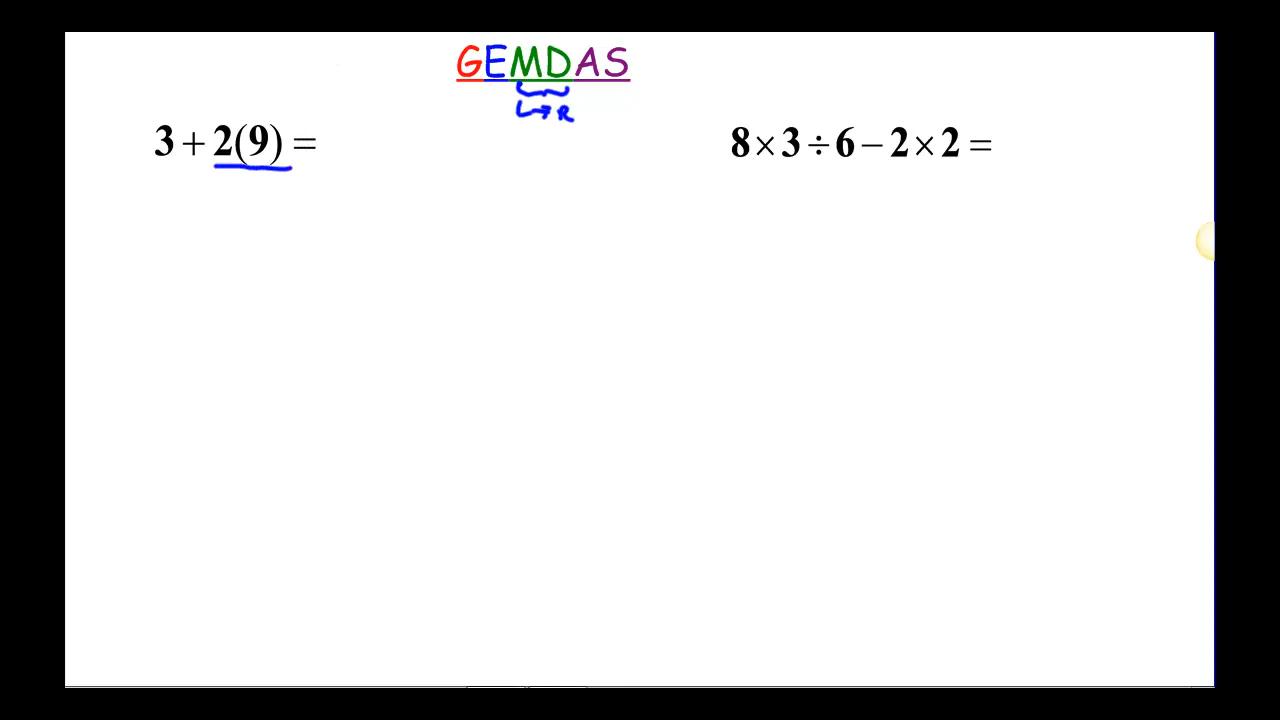 GEMDAS
L→R
3 + 2(9) =
8 × 3 ÷ 6 − 2 × 2 =